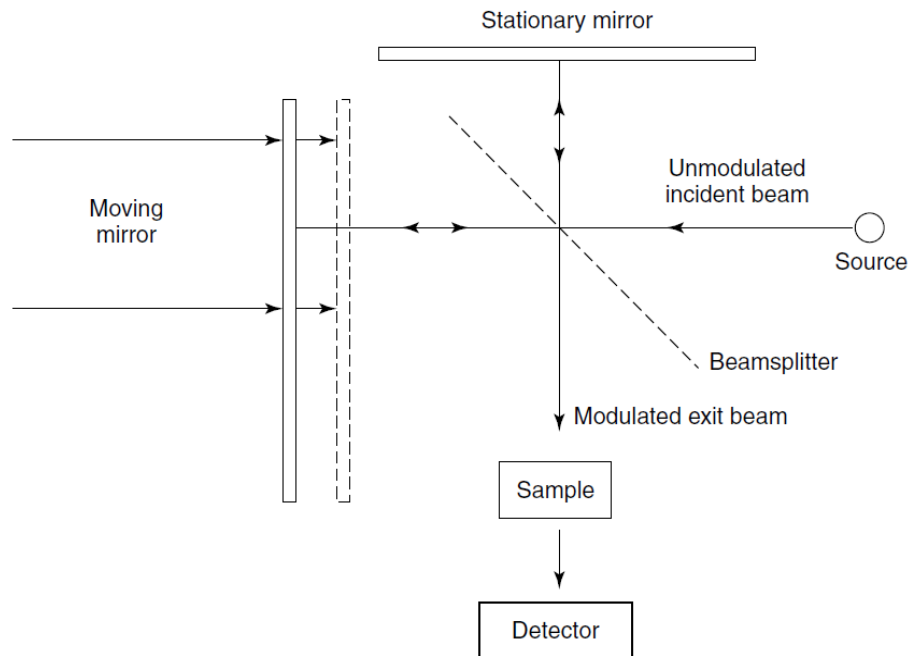 Stationary mirror
Unmodulated
incident beam
Moving
mirror
Source
Beamsplitter
Modulated exit beam
Sample
Detector